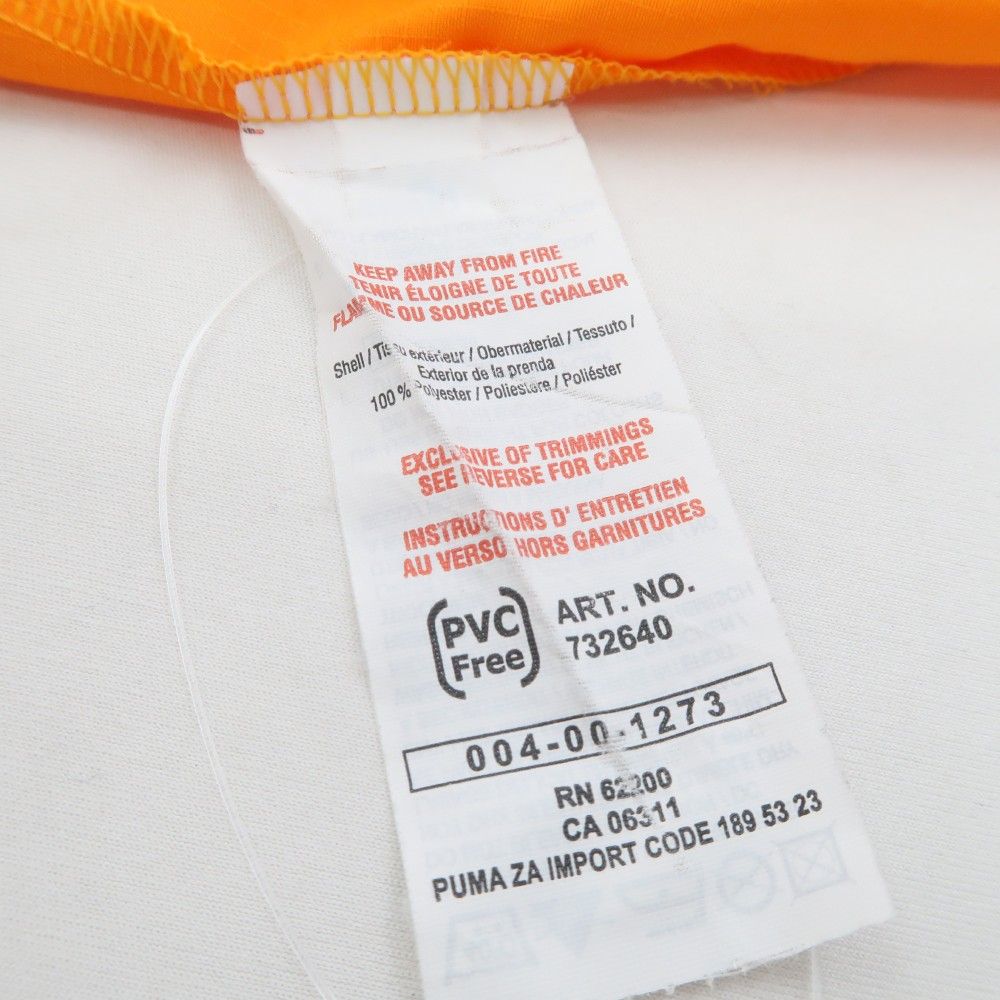 KEEP AWAY FROM FIRE
TENIR ÉLOIGNE DE TOUTE
FLAMME OU SOURCE DE CHALEUR
Shell / Tissu extérieur / Obermaterial / Tessuto /
Exterior de la prenda
100 % Polyester / Poliestere / Poliéster
EXCLUSIVE OF TRIMMINGS
SEE REVERSE FOR CARE
INSTRUCTIONS D' ENTRETIEN
AU VERSO HORS GARNITURES
PVC
Free
ART. NO.
732640
004-00-1273
RN 62200
CA 06311
PUMA ZA IMPORT CODE 189 53 23